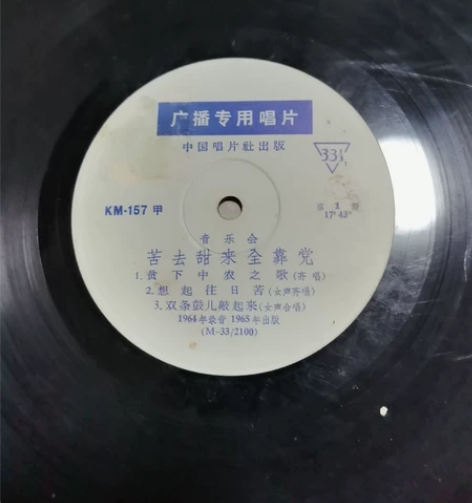 广播专用唱片
中国唱片社出版
33⅓
KM-157 甲
17′43″
音乐会
苦去甜来全靠党
1. 贫下中农之歌(齐唱)
2. 想起往日苦(女声齐唱)
3. 双条鼓儿敲起来(女声合唱)
1964年录音 1965年出版
(M-33/2100)